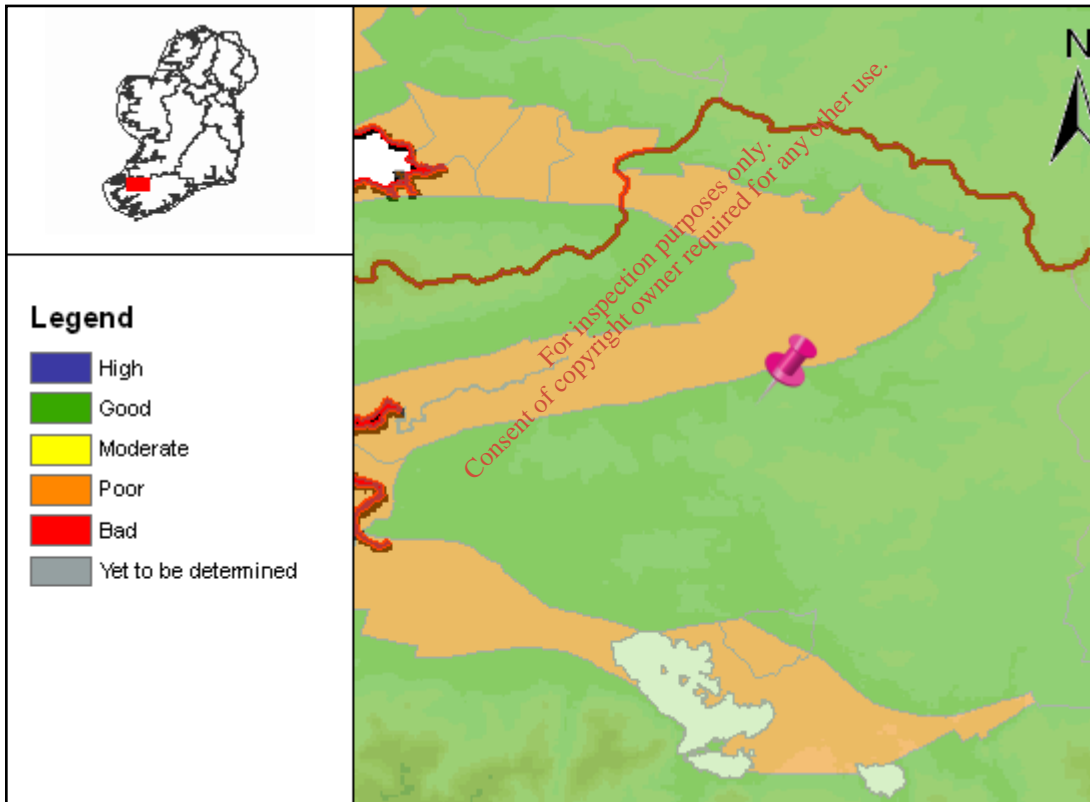 Legend
High
Good
Moderate
Poor
Bad
Yet to be determined
N
For inspection purposes only.
Consent of copyright owner required for any other use.